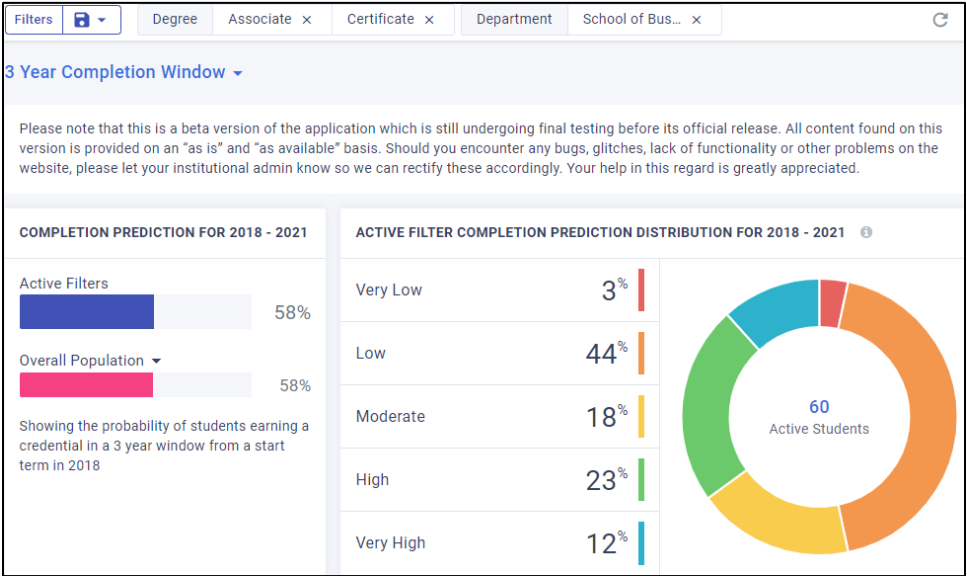 Filters Degree Associate × Certificate × Department School of Bus... ×
3 Year Completion Window
Please note that this is a beta version of the application which is still undergoing final testing before its official release. All content found on this
version is provided on an “as is” and “as available” basis. Should you encounter any bugs, glitches, lack of functionality or other problems on the
website, please let your institutional admin know so we can rectify these accordingly. Your help in this regard is greatly appreciated.
COMPLETION PREDICTION FOR 2018 - 2021
Active Filters
58%
Overall Population
58%
Showing the probability of students earning a
credential in a 3 year window from a start
term in 2018
ACTIVE FILTER COMPLETION PREDICTION DISTRIBUTION FOR 2018 - 2021
Very Low 3%
Low 44%
Moderate 18%
High 23%
Very High 12%
60
Active Students